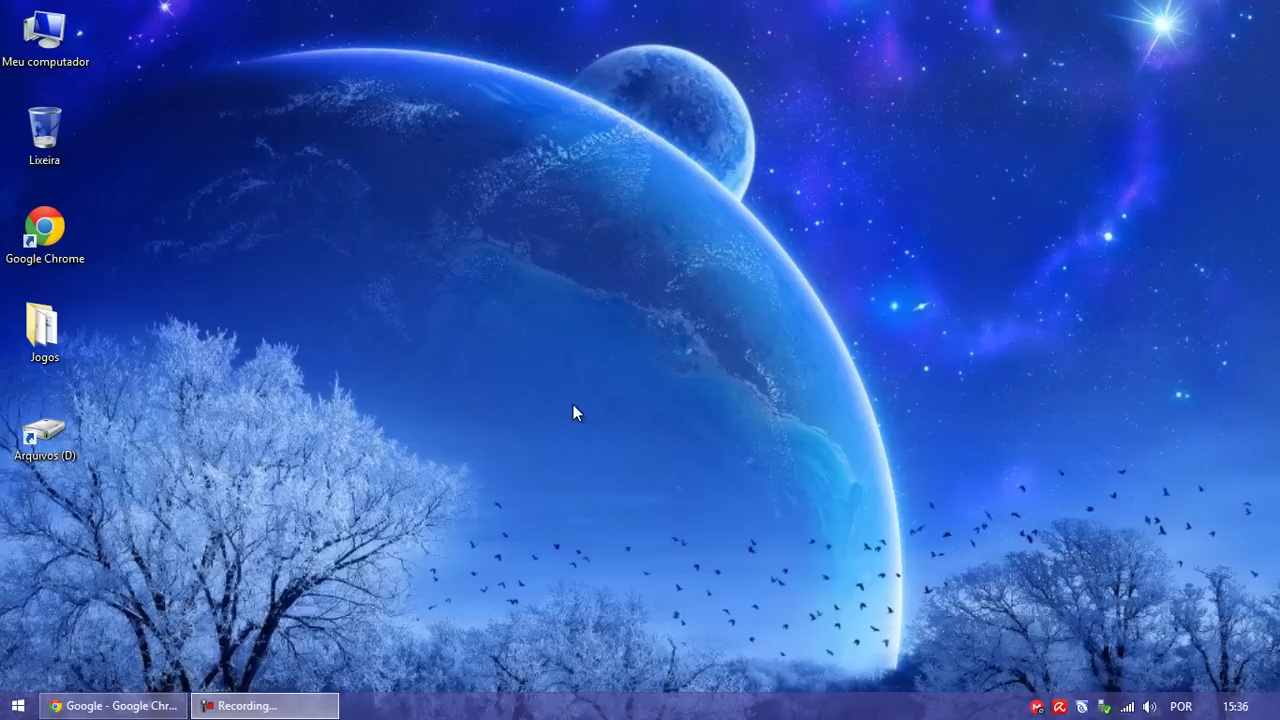 Meu computador
Lixeira
Google Chrome
Jogos
Arquivos (D)
Google - Google Chr...
Recording...
POR
15:36